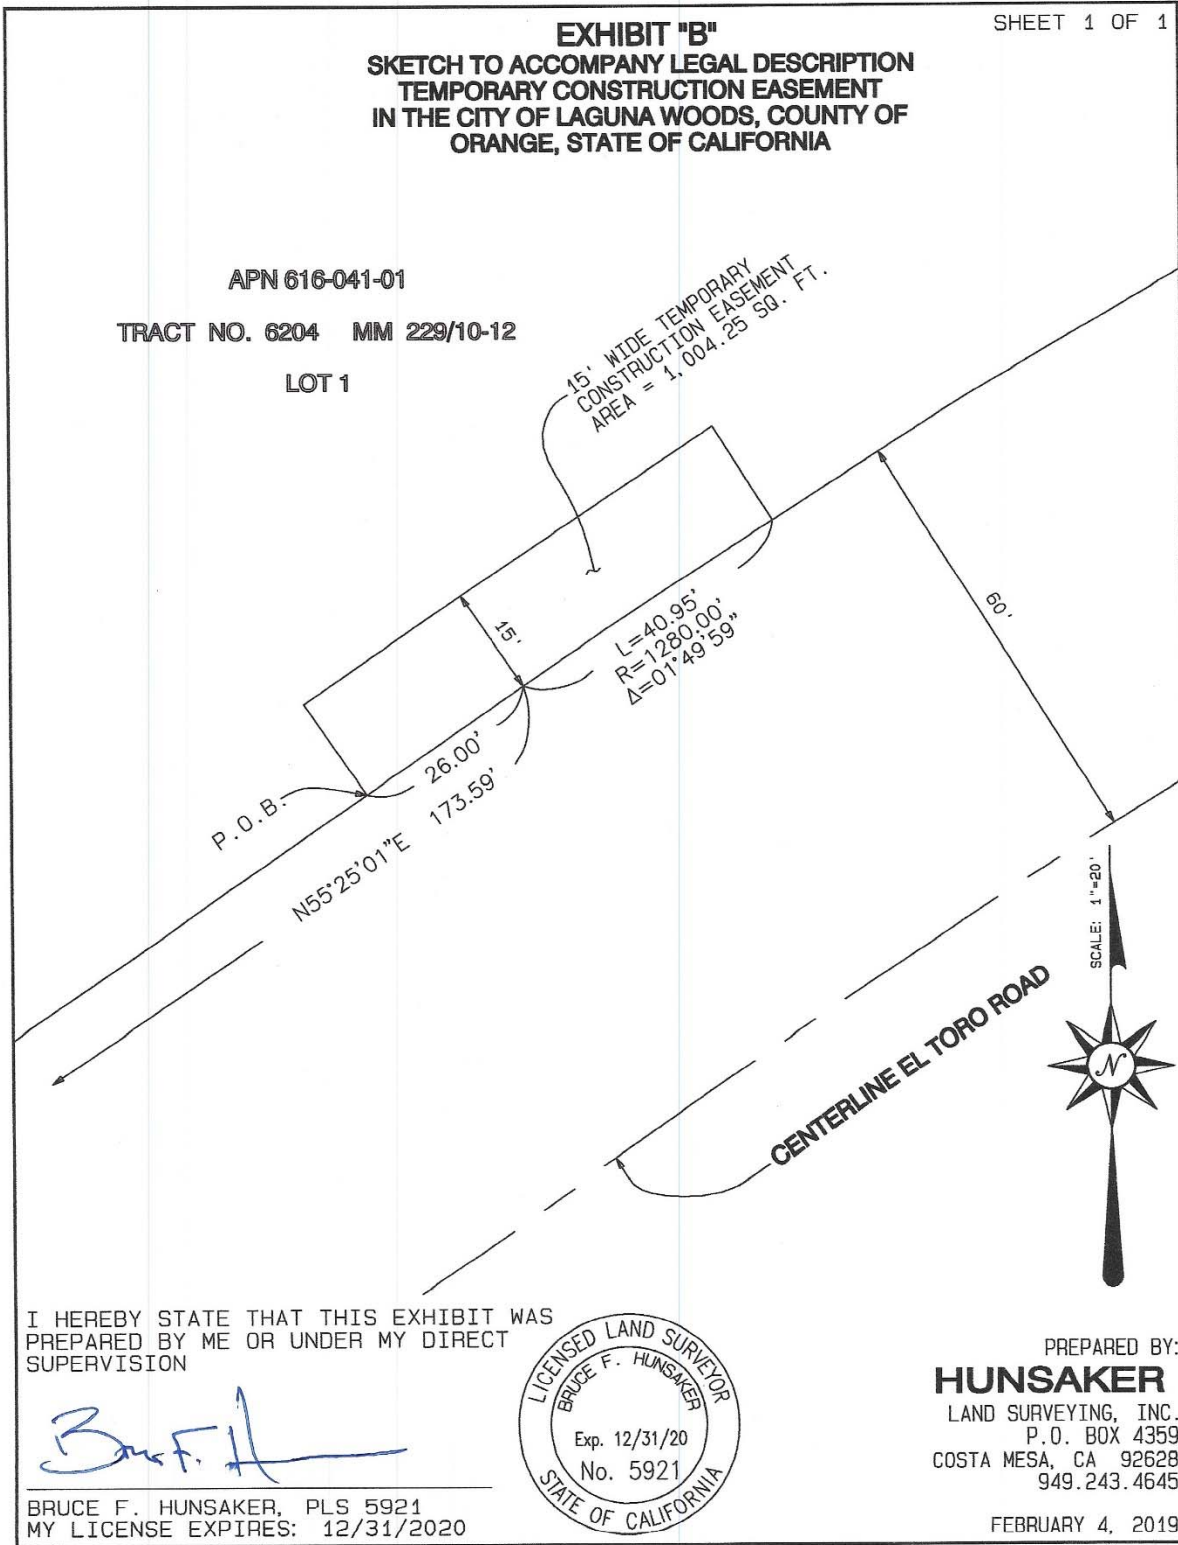 SHEET 1 OF 1
EXHIBIT "B"
SKETCH TO ACCOMPANY LEGAL DESCRIPTION
TEMPORARY CONSTRUCTION EASEMENT
IN THE CITY OF LAGUNA WOODS, COUNTY OF
ORANGE, STATE OF CALIFORNIA
APN 616-041-01
TRACT NO. 6204 MM 229/10-12
LOT 1
15' WIDE TEMPORARY
CONSTRUCTION EASEMENT
AREA = 1,004.25 SQ. FT.
15'
L=40.95'
R=1280.00'
Δ=01°49'59"
60'
P.O.B.
26.00'
N55°25'01"E 173.59'
SCALE: 1"=20'
N
CENTERLINE EL TORO ROAD
I HEREBY STATE THAT THIS EXHIBIT WAS
PREPARED BY ME OR UNDER MY DIRECT
SUPERVISION
BRUCE F. HUNSAKER, PLS 5921
MY LICENSE EXPIRES: 12/31/2020
LICENSED LAND SURVEYOR
BRUCE F. HUNSAKER
Exp. 12/31/20
No. 5921
STATE OF CALIFORNIA
PREPARED BY:
HUNSAKER
LAND SURVEYING, INC.
P.O. BOX 4359
COSTA MESA, CA 92628
949.243.4645
FEBRUARY 4, 2019